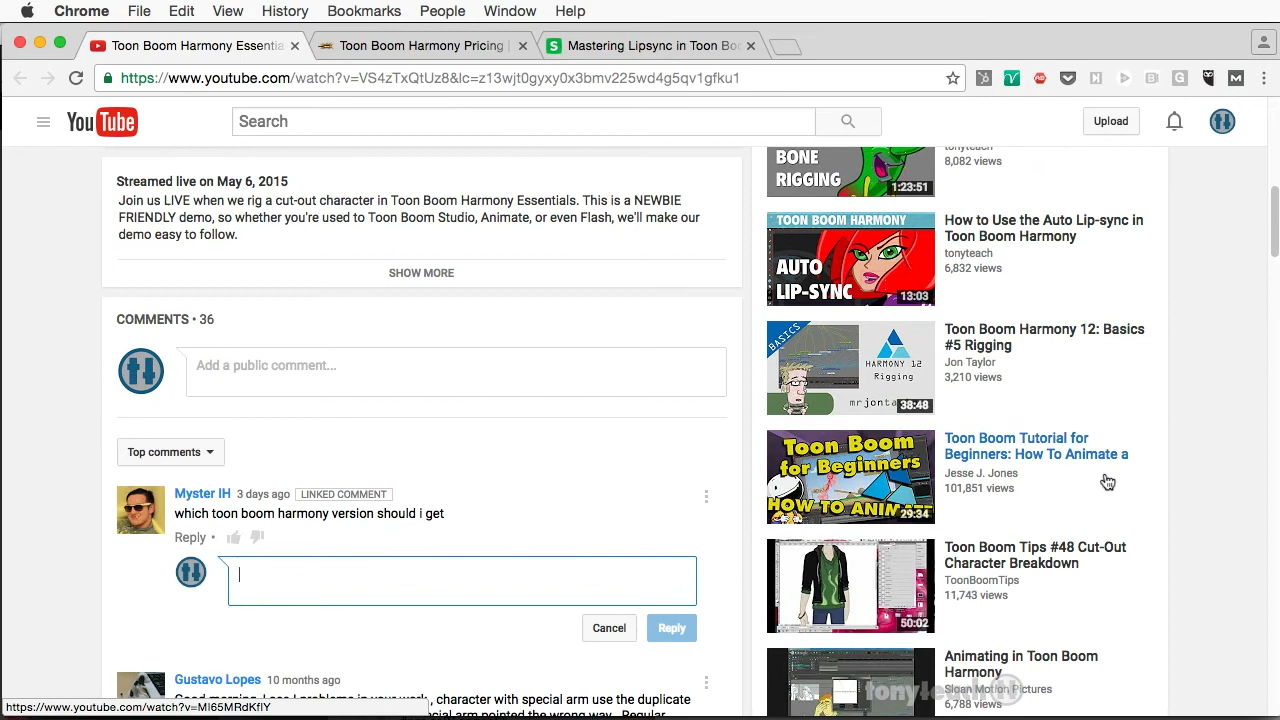 Chrome File Edit View History Bookmarks People Window Help
Toon Boom Harmony Essentia
Toon Boom Harmony Pricing
Mastering Lipsync in Toon Bo
https://www.youtube.com/watch?v=VS4zTxQtUz8&lc=z13wjt0gyxy0x3bmv225wd4g5qv1gfku1
YouTube
Search
Upload
Streamed live on May 6, 2015
Join us LIVE when we rig a cut-out character in Toon Boom Harmony Essentials. This is a NEWBIE
FRIENDLY demo, so whether you're used to Toon Boom Studio, Animate, or even Flash, we'll make our
demo easy to follow.
SHOW MORE
COMMENTS • 36
Add a public comment...
Top comments
Myster IH 3 days ago LINKED COMMENT
which toon boom harmony version should i get
Reply •
Cancel Reply
Gustavo Lopes 10 months ago
, character with special arm use the duplicate
https://www.youtube.com/watch?v=
BONE
RIGGING
1:23:51
tonyteach
8,082 views
TOON BOOM HARMONY
AUTO
LIP-SYNC
13:03
How to Use the Auto Lip-sync in
Toon Boom Harmony
tonyteach
6,832 views
BASICS
HARMONY 12
Rigging
mrjonta
38:48
Toon Boom Harmony 12: Basics
#5 Rigging
Jon Taylor
3,210 views
Toon Boom
for Beginners
HOW TO ANIMATE
29:34
Toon Boom Tutorial for
Beginners: How To Animate a
Jesse J. Jones
101,851 views
50:02
Toon Boom Tips #48 Cut-Out
Character Breakdown
ToonBoomTips
11,743 views
Animating in Toon Boom
Harmony
Sloan Motion Pictures
6,788 views
tonyteach